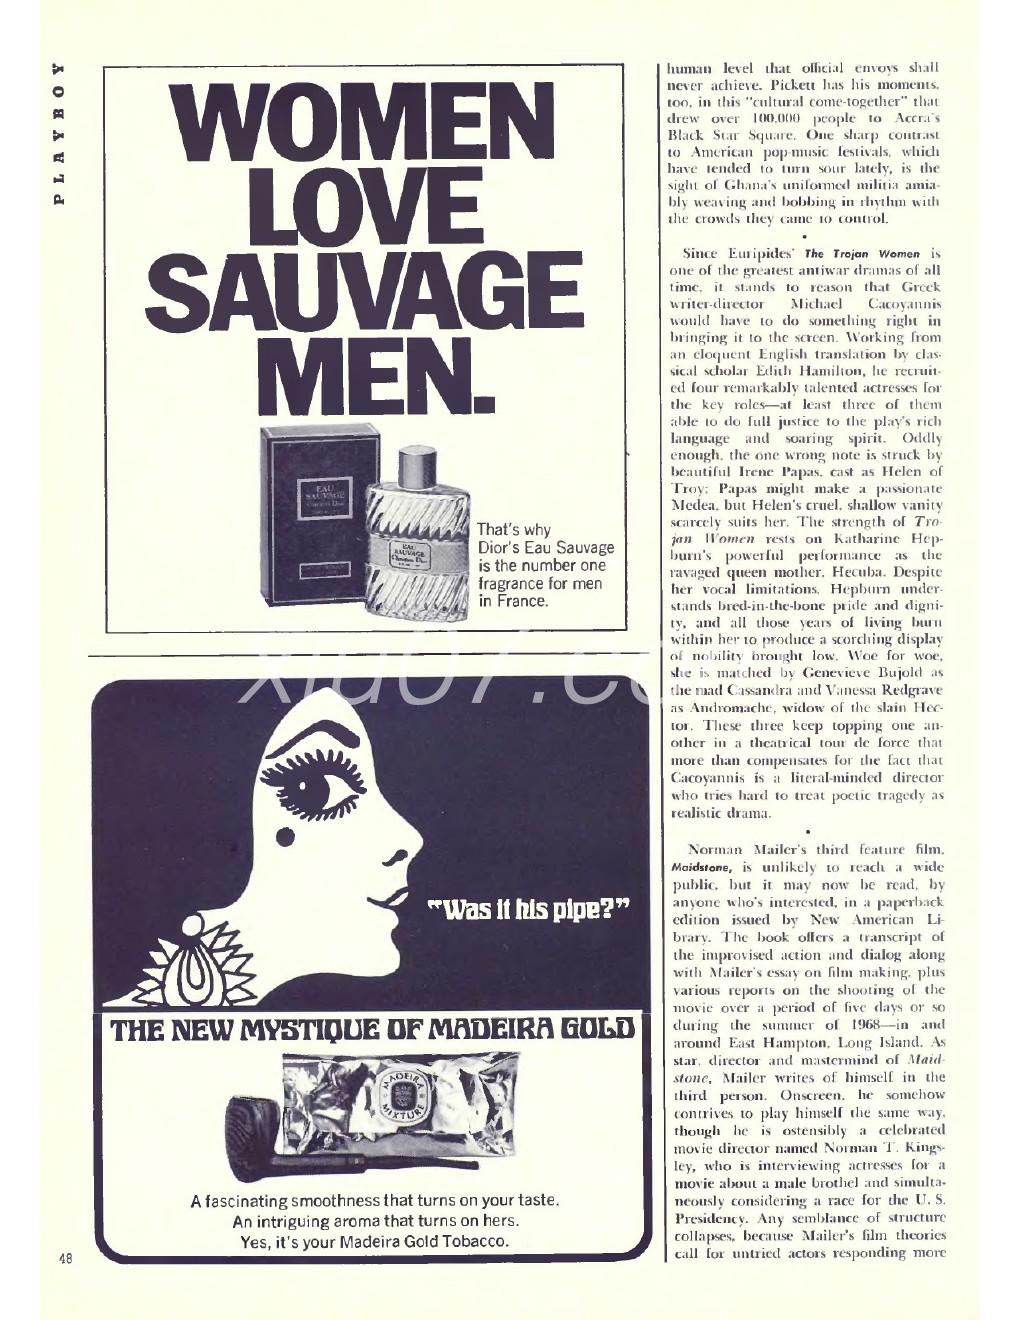 PLAYBOY
WOMEN
LOVE
SAUVAGE
MEN.
EAU
SAUVAGE
Christian Dior
EAU
SAUVAGE
Christian Dior
That's why
Dior's Eau Sauvage
is the number one
fragrance for men
in France.
"Was it his pipe?"
THE NEW MYSTIQUE OF MADEIRA GOLD
MADEIRA
MIXTURE
A fascinating smoothness that turns on your taste.
An intriguing aroma that turns on hers.
Yes, it's your Madeira Gold Tobacco.
48
human level that official envoys shall
never achieve. Pickett has his moments,
too, in this "cultural come-together" that
drew over 100,000 people to Accra's
Black Star Square. One sharp contrast
to American pop-music festivals, which
have tended to turn sour lately, is the
sight of Ghana's uniformed militia amia-
bly weaving and bobbing in rhythm with
the crowds they came to control.
•
Since Euripides' The Trojan Women is
one of the greatest antiwar dramas of all
time, it stands to reason that Greek
writer-director Michael Cacoyannis
would have to do something right in
bringing it to the screen. Working from
an eloquent English translation by clas-
sical scholar Edith Hamilton, he recruit-
ed four remarkably talented actresses for
the key roles—at least three of them
able to do full justice to the play's rich
language and soaring spirit. Oddly
enough, the one wrong note is struck by
beautiful Irene Papas, cast as Helen of
Troy; Papas might make a passionate
Medea, but Helen's cruel, shallow vanity
scarcely suits her. The strength of Tro-
jan Women rests on Katharine Hep-
burn's powerful performance as the
ravaged queen mother, Hecuba. Despite
her vocal limitations, Hepburn under-
stands bred-in-the-bone pride and digni-
ty, and all those years of living burn
within her to produce a scorching display
of nobility brought low. Woe for woe,
she is matched by Genevieve Bujold as
the mad Cassandra and Vanessa Redgrave
as Andromache, widow of the slain Hec-
tor. These three keep topping one an-
other in a theatrical tour de force that
more than compensates for the fact that
Cacoyannis is a literal-minded director
who tries hard to treat poetic tragedy as
realistic drama.
•
Norman Mailer's third feature film,
Maidstone, is unlikely to reach a wide
public, but it may now be read, by
anyone who's interested, in a paperback
edition issued by New American Li-
brary. The book offers a transcript of
the improvised action and dialog along
with Mailer's essay on film making, plus
various reports on the shooting of the
movie over a period of five days or so
during the summer of 1968—in and
around East Hampton, Long Island. As
star, director and mastermind of Maid-
stone, Mailer writes of himself in the
third person. Onscreen, he somehow
contrives to play himself the same way,
though he is ostensibly a celebrated
movie director named Norman T. Kings-
ley, who is interviewing actresses for a
movie about a male brothel and simulta-
neously considering a race for the U. S.
Presidency. Any semblance of structure
collapses, because Mailer's film theories
call for untried actors responding more